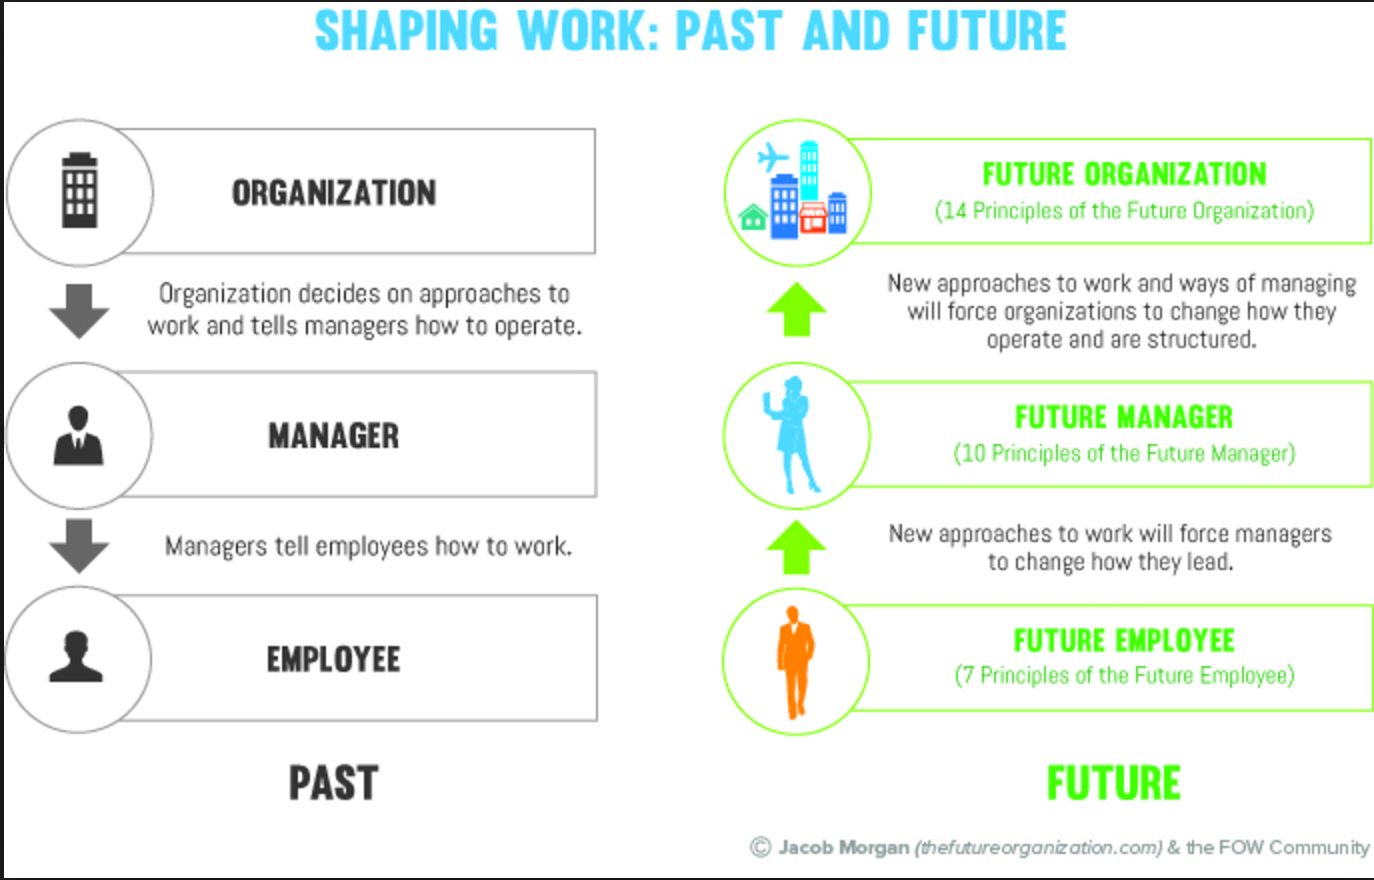 SHAPING WORK: PAST AND FUTURE
ORGANIZATION
Organization decides on approaches to
work and tells managers how to operate.
MANAGER
Managers tell employees how to work.
EMPLOYEE
PAST
FUTURE ORGANIZATION
(14 Principles of the Future Organization)
New approaches to work and ways of managing
will force organizations to change how they
operate and are structured.
FUTURE MANAGER
(10 Principles of the Future Manager)
New approaches to work will force managers
to change how they lead.
FUTURE EMPLOYEE
(7 Principles of the Future Employee)
FUTURE
© Jacob Morgan (thefutureorganization.com) & the FOW Community